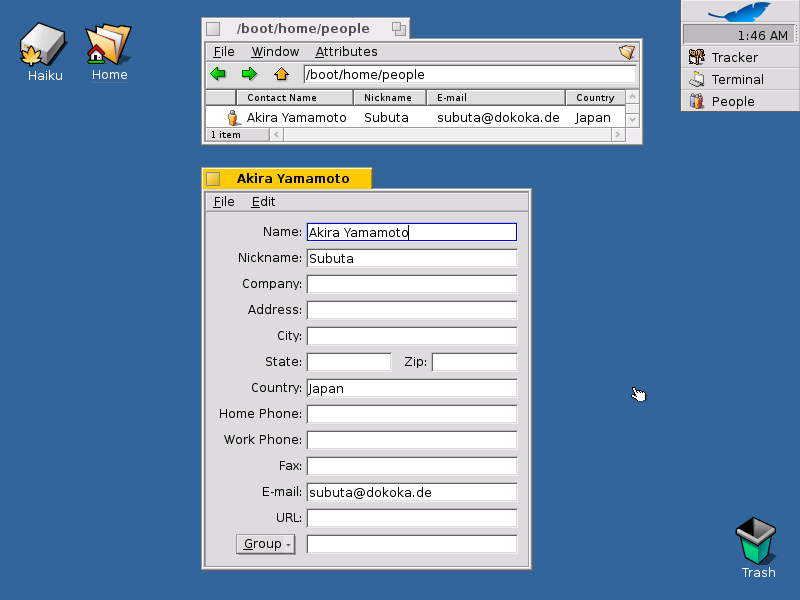 Haiku
Home
/boot/home/people
File Window Attributes
/boot/home/people
Contact Name Nickname E-mail Country
Akira Yamamoto Subuta subuta@dokoka.de Japan
1 item
1:46 AM
Tracker
Terminal
People
Akira Yamamoto
File Edit
Name: Akira Yamamoto
Nickname: Subuta
Company:
Address:
City:
State: Zip:
Country: Japan
Home Phone:
Work Phone:
Fax:
E-mail: subuta@dokoka.de
URL:
Group
Trash